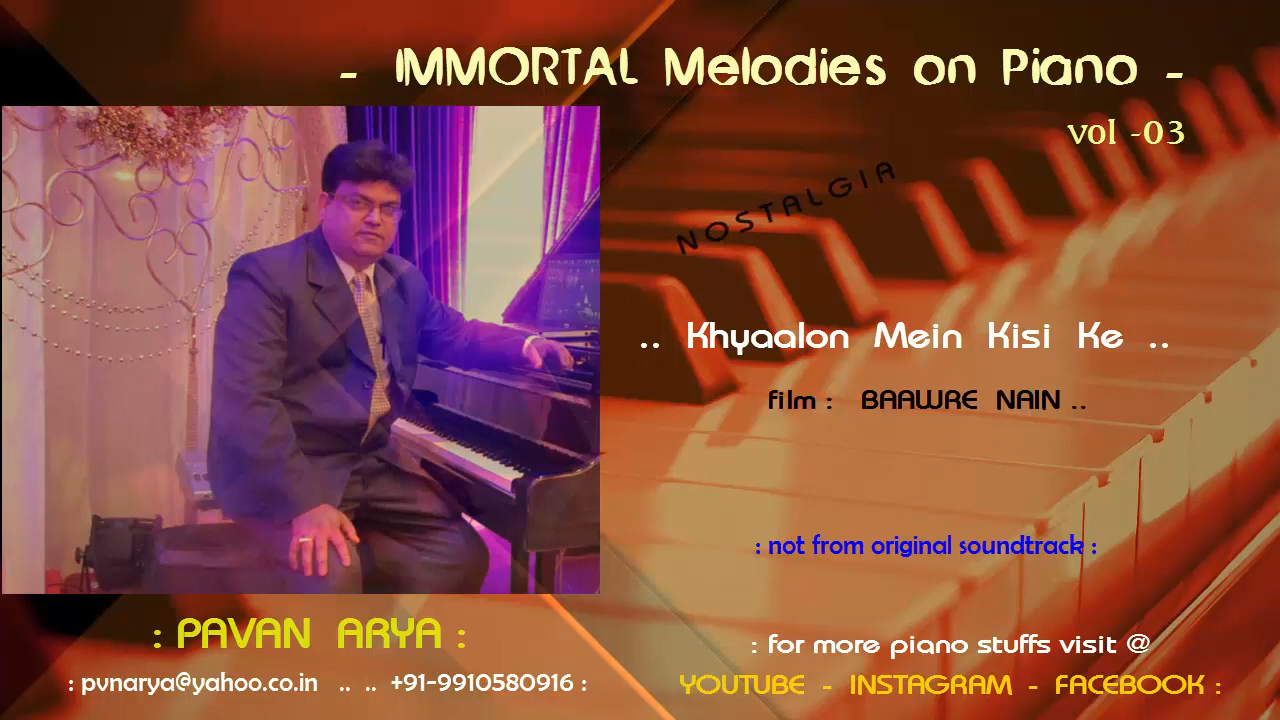 - IMMORTAL Melodies on Piano -
vol -03
NOSTALGIA
.. Khyaalon Mein Kisi Ke ..
film : BAAWRE NAIN ..
: not from original soundtrack :
: PAVAN ARYA :
: pvnarya@yahoo.co.in .. .. +91-9910580916 :
: for more piano stuffs visit @
YOUTUBE - INSTAGRAM - FACEBOOK :